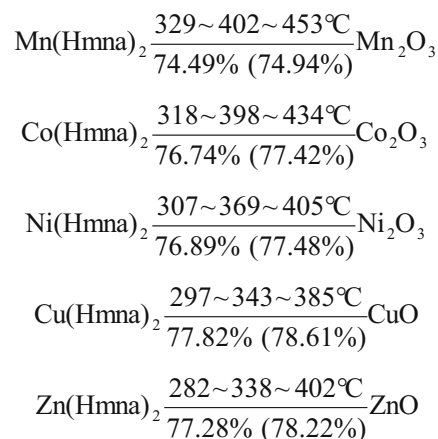 Mn(Hmna)₂ 329~402~453℃ / 74.49% (74.94%) Mn₂O₃
Co(Hmna)₂ 318~398~434℃ / 76.74% (77.42%) Co₂O₃
Ni(Hmna)₂ 307~369~405℃ / 76.89% (77.48%) Ni₂O₃
Cu(Hmna)₂ 297~343~385℃ / 77.82% (78.61%) CuO
Zn(Hmna)₂ 282~338~402℃ / 77.28% (78.22%) ZnO